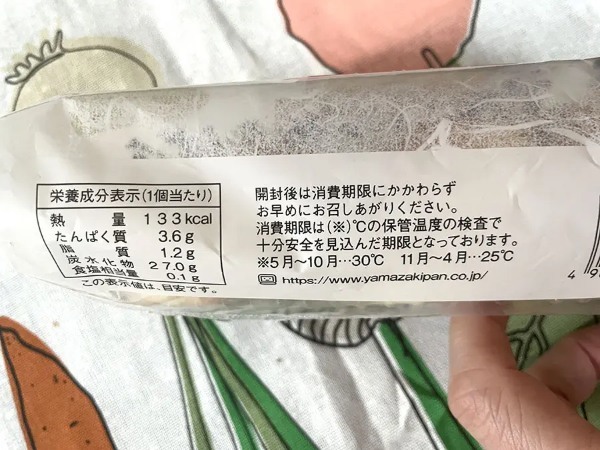 栄養成分表示(1個当たり)
熱量 133kcal
たんぱく質 3.6g
脂質 1.2g
炭水化物 27.0g
食塩相当量 0.1g
この表示値は、目安です。
開封後は消費期限にかかわらず
お早めにお召しあがりください。
消費期限は(※)℃の保管温度の検査で
十分安全を見込んだ期限となっております。
※5月〜10月…30℃ 11月〜4月…25℃
https://www.yamazakipan.co.jp/
4 9